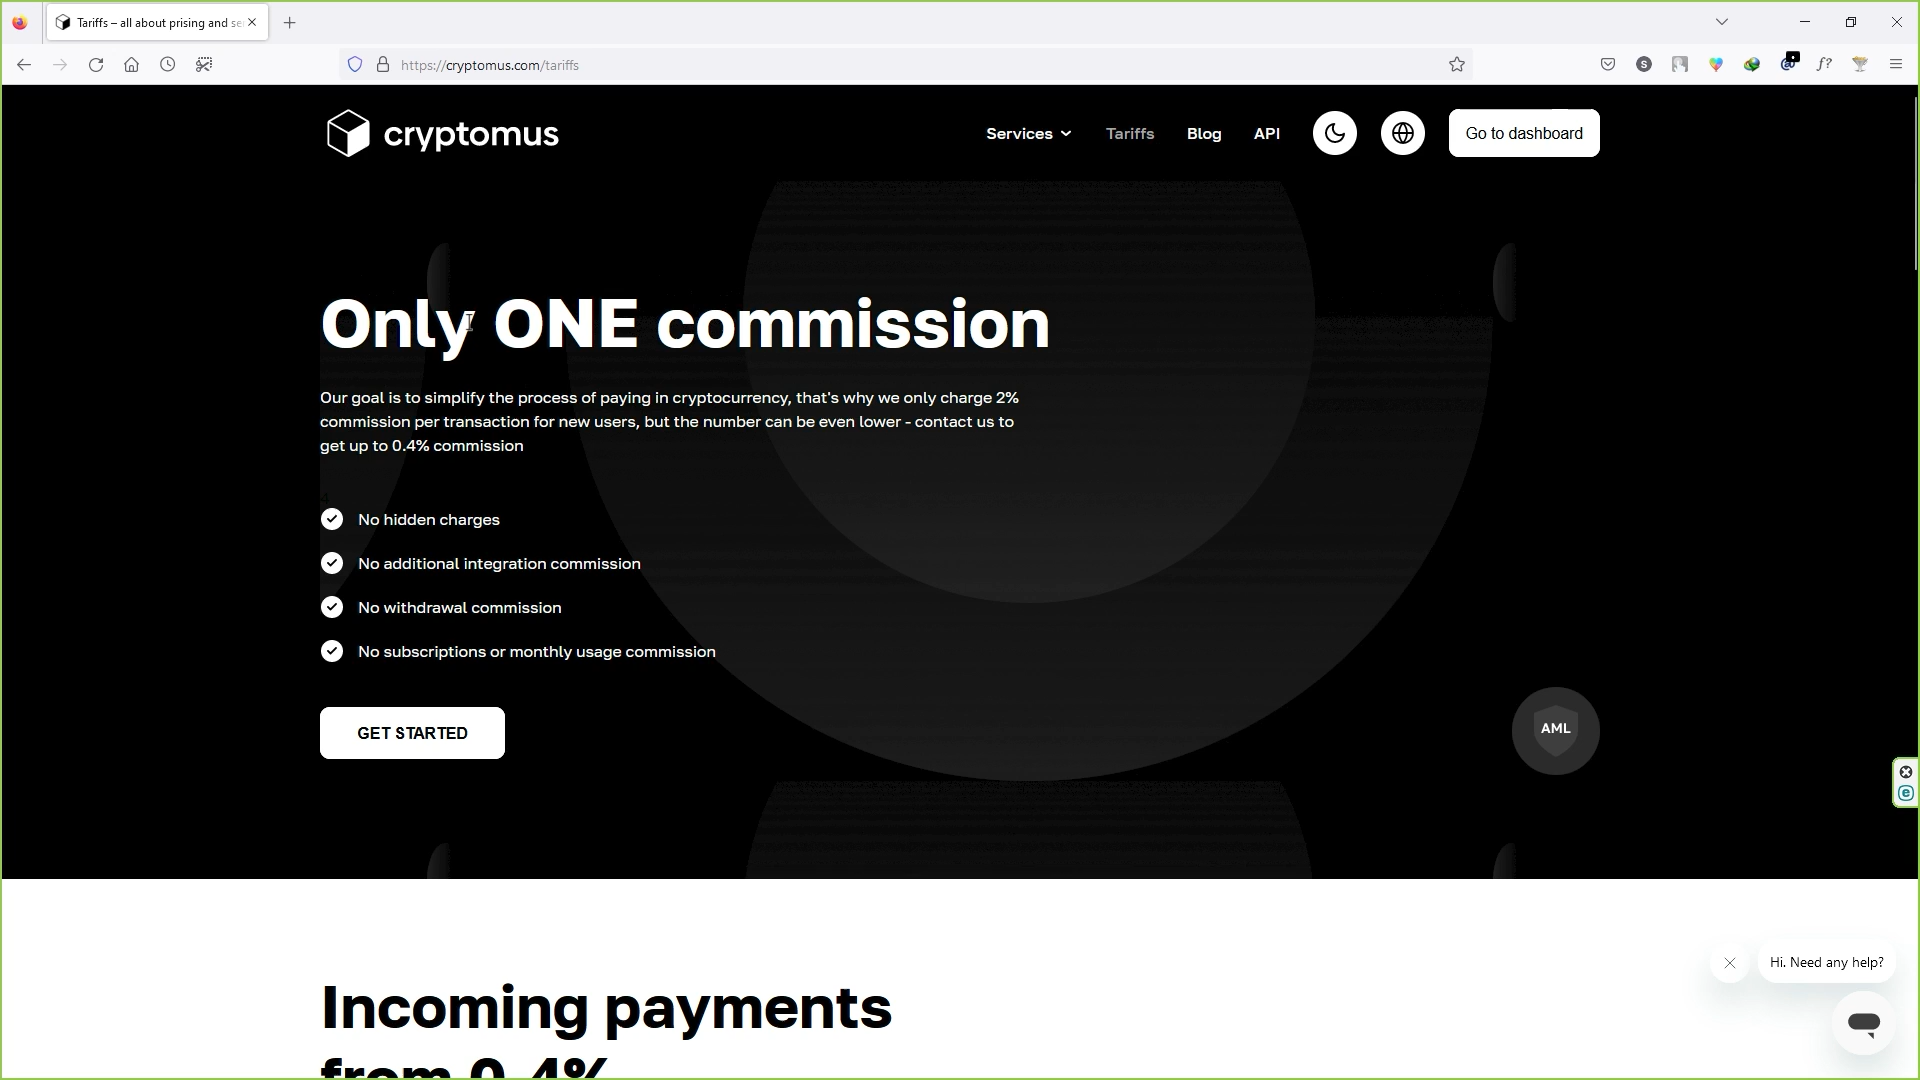 Tariffs – all about prising and se
https://cryptomus.com/tariffs
S
f?
cryptomus
Services
Tariffs
Blog
API
Go to dashboard
Only ONE commission
Our goal is to simplify the process of paying in cryptocurrency, that's why we only charge 2%
commission per transaction for new users, but the number can be even lower - contact us to
get up to 0.4% commission
4
No hidden charges
No additional integration commission
No withdrawal commission
No subscriptions or monthly usage commission
GET STARTED
AML
Incoming payments
from 0.4%
Hi. Need any help?